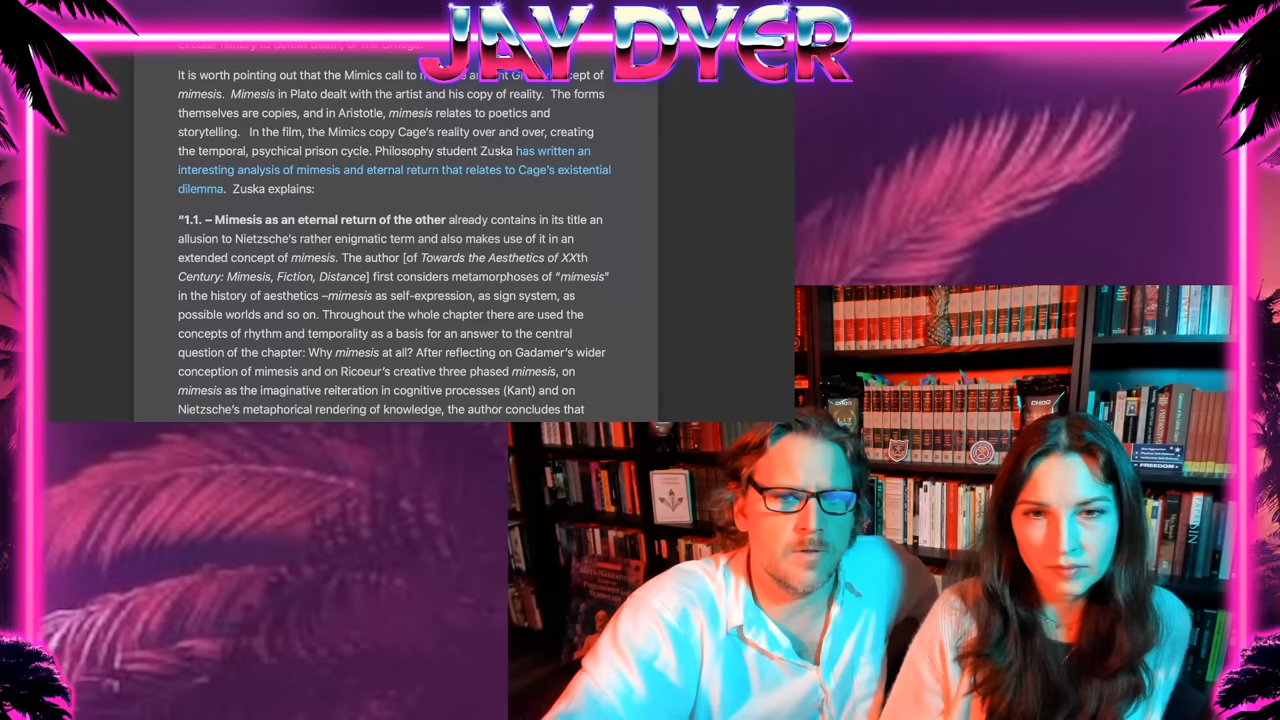 JAY DYER
Circular history to defeat death, or the Omega.
It is worth pointing out that the Mimics call to Greek concept of
mimesis. Mimesis in Plato dealt with the artist and his copy of reality. The forms
themselves are copies, and in Aristotle, mimesis relates to poetics and
storytelling. In the film, the Mimics copy Cage's reality over and over, creating
the temporal, psychical prison cycle. Philosophy student Zuska has written an
interesting analysis of mimesis and eternal return that relates to Cage's existential
dilemma. Zuska explains:
“1.1. – Mimesis as an eternal return of the other already contains in its title an
allusion to Nietzsche's rather enigmatic term and also makes use of it in an
extended concept of mimesis. The author [of Towards the Aesthetics of XXth
Century: Mimesis, Fiction, Distance] first considers metamorphoses of “mimesis”
in the history of aesthetics –mimesis as self-expression, as sign system, as
possible worlds and so on. Throughout the whole chapter there are used the
concepts of rhythm and temporality as a basis for an answer to the central
question of the chapter: Why mimesis at all? After reflecting on Gadamer's wider
conception of mimesis and on Ricoeur's creative three phased mimesis, on
mimesis as the imaginative reiteration in cognitive processes (Kant) and on
Nietzsche's metaphorical rendering of knowledge, the author concludes that
CHOQ
CHOQ
FREEDOM